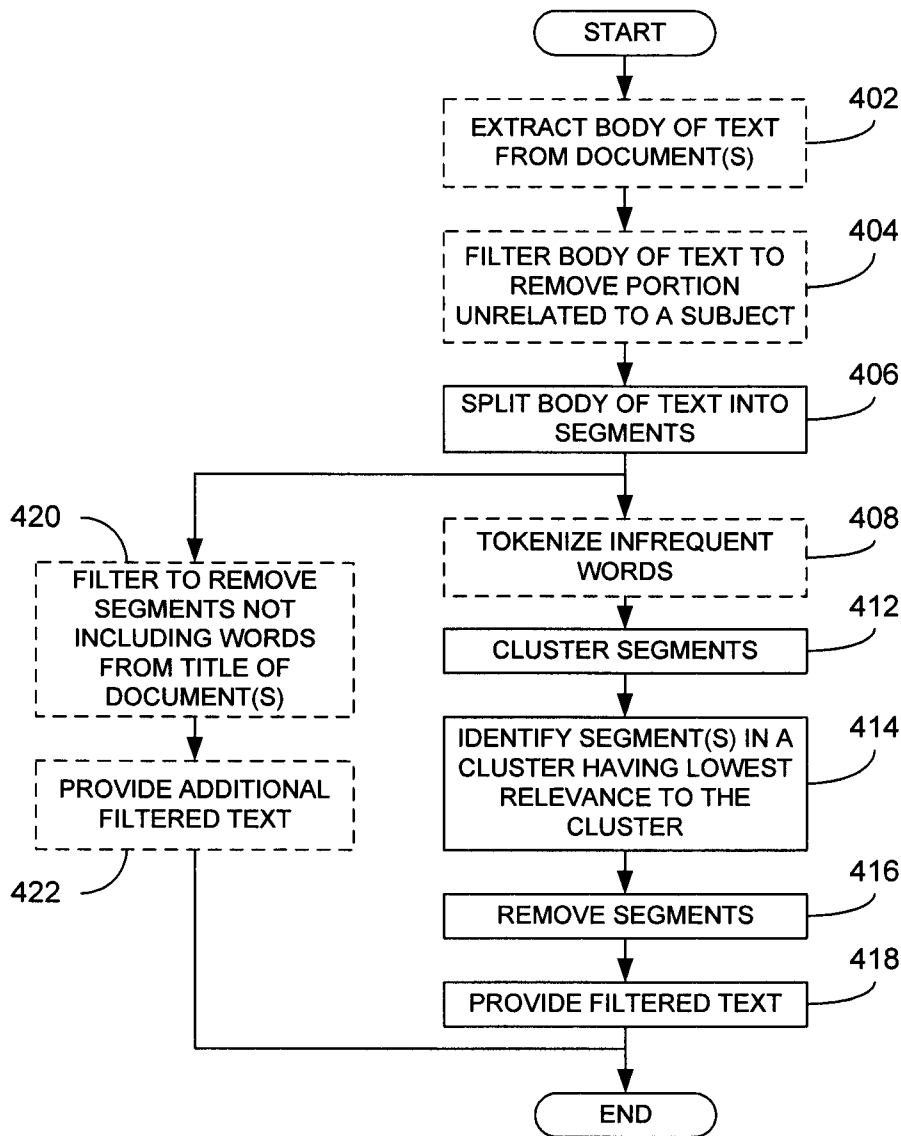 START
402
EXTRACT BODY OF TEXT
FROM DOCUMENT(S)
404
FILTER BODY OF TEXT TO
REMOVE PORTION
UNRELATED TO A SUBJECT
406
SPLIT BODY OF TEXT INTO
SEGMENTS
420
FILTER TO REMOVE
SEGMENTS NOT
INCLUDING WORDS
FROM TITLE OF
DOCUMENT(S)
PROVIDE ADDITIONAL
FILTERED TEXT
422
408
TOKENIZE INFREQUENT
WORDS
412
CLUSTER SEGMENTS
414
IDENTIFY SEGMENT(S) IN A
CLUSTER HAVING LOWEST
RELEVANCE TO THE
CLUSTER
416
REMOVE SEGMENTS
418
PROVIDE FILTERED TEXT
END